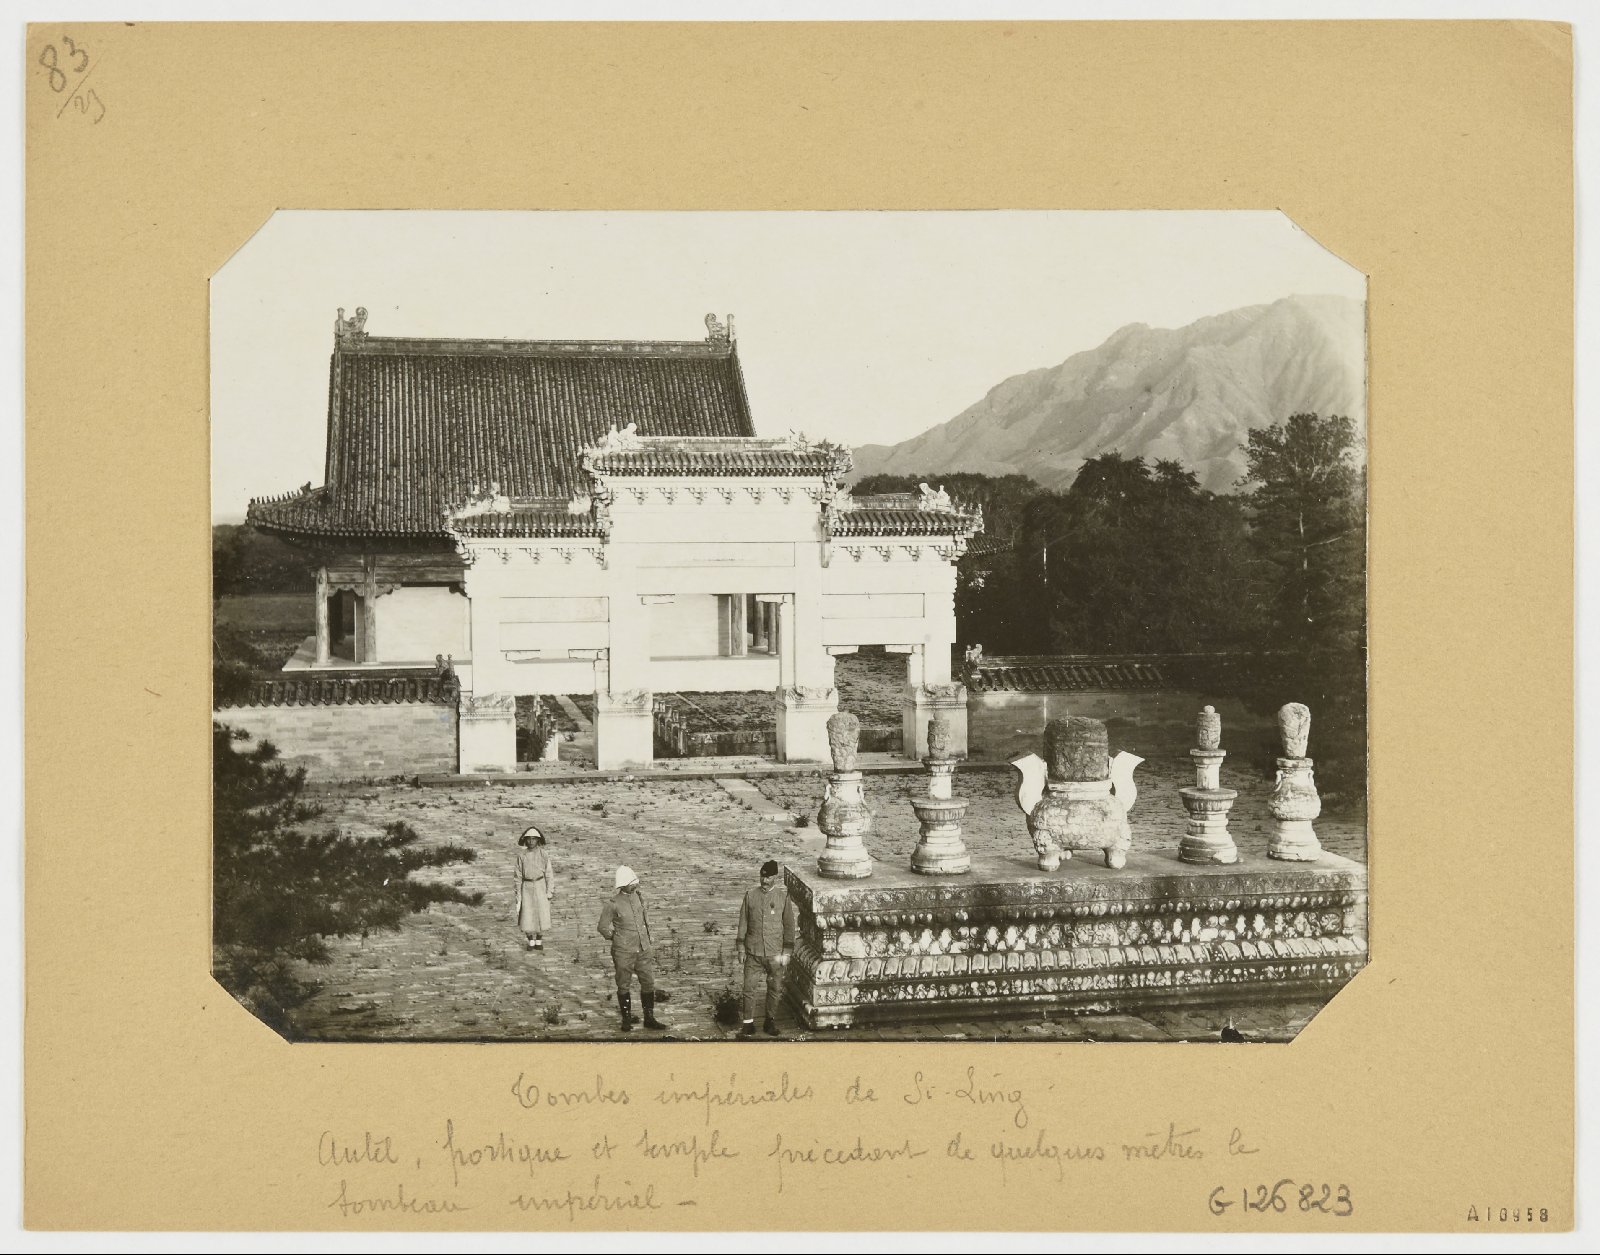 83
/23
Tombes impériales de Si-Ling
Autel, portique et temple précédant de quelques mètres le
tombeau impérial -
G 126823
A10958